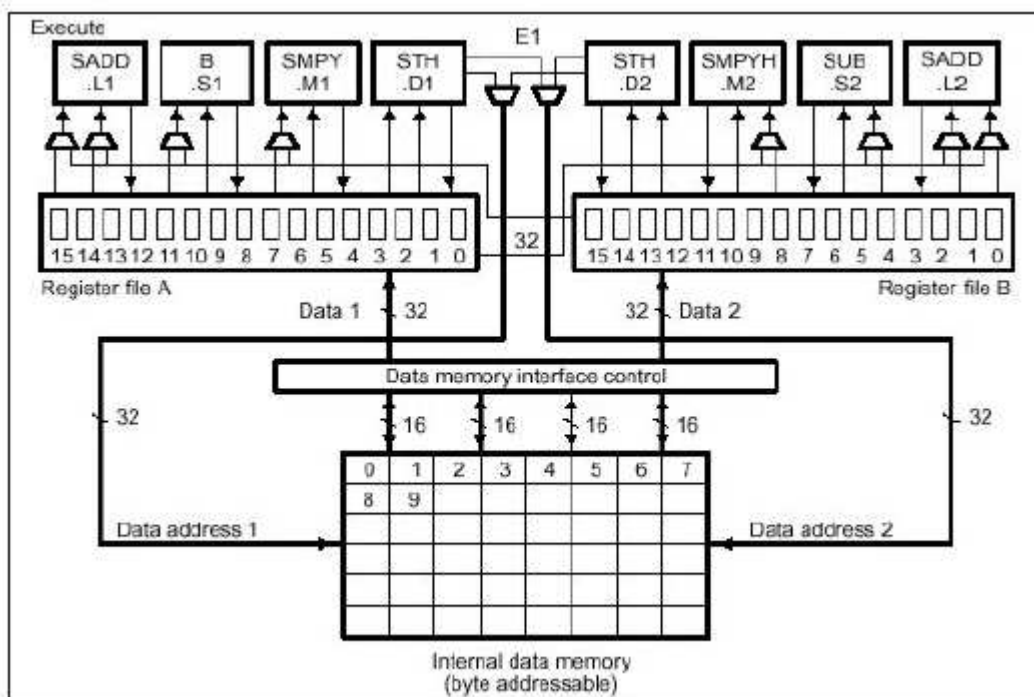 Execute
E1
SADD B SMPY STH STH SMPYH SUB SADD
.L1 .S1 .M1 .D1 .D2 .M2 .S2 .L2
32
15 14 13 12 11 10 9 8 7 6 5 4 3 2 1 0
15 14 13 12 11 10 9 8 7 6 5 4 3 2 1 0
Register file A
Register file B
Data 1 32
32 Data 2
Data memory interface control
32
16 16 16 16
32
0 1 2 3 4 5 6 7
8 9
Data address 1
Data address 2
Internal data memory
(byte addressable)